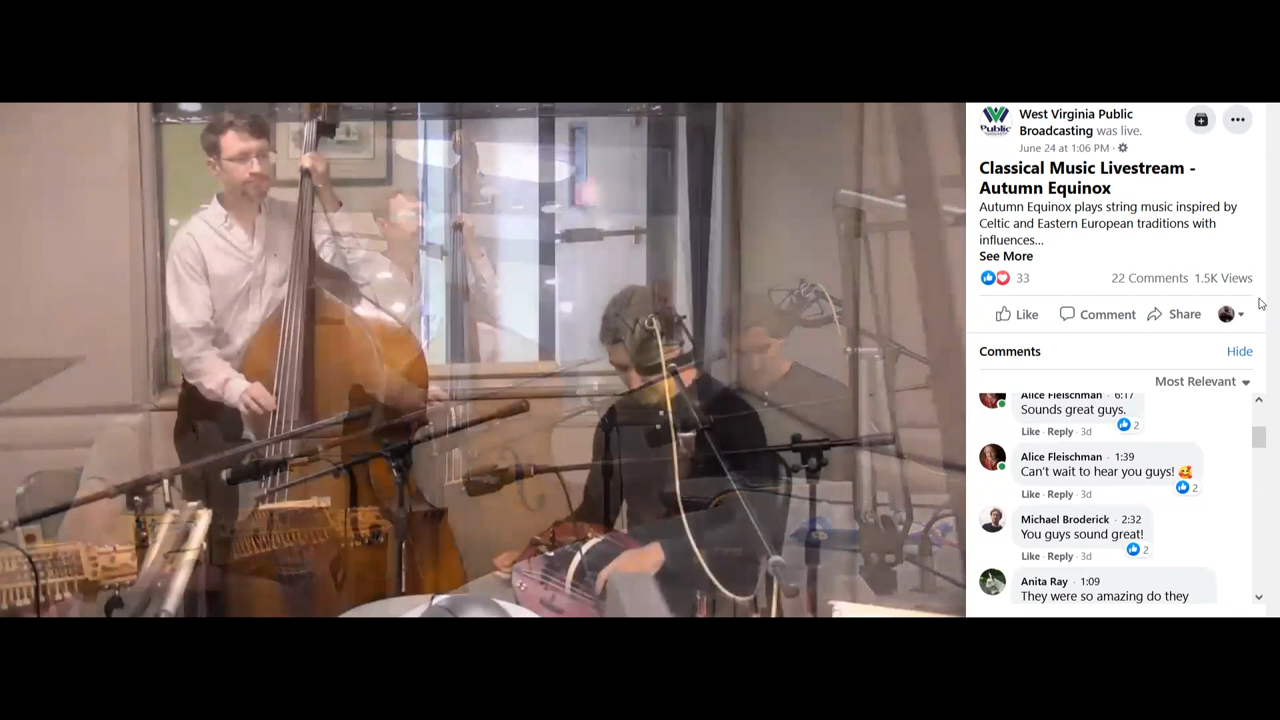 West Virginia Public
Broadcasting was live.
June 24 at 1:06 PM ·
Public
Classical Music Livestream -
Autumn Equinox
Autumn Equinox plays string music inspired by
Celtic and Eastern European traditions with
influences...
See More
33
22 Comments 1.5K Views
Like Comment Share
Comments Hide
Most Relevant
Alice Fleischman · 6:17
Sounds great guys.
2
Like · Reply · 3d
Alice Fleischman · 1:39
Can't wait to hear you guys! 🥰
2
Like · Reply · 3d
Michael Broderick · 2:32
You guys sound great!
2
Like · Reply · 3d
Anita Ray · 1:09
They were so amazing do they